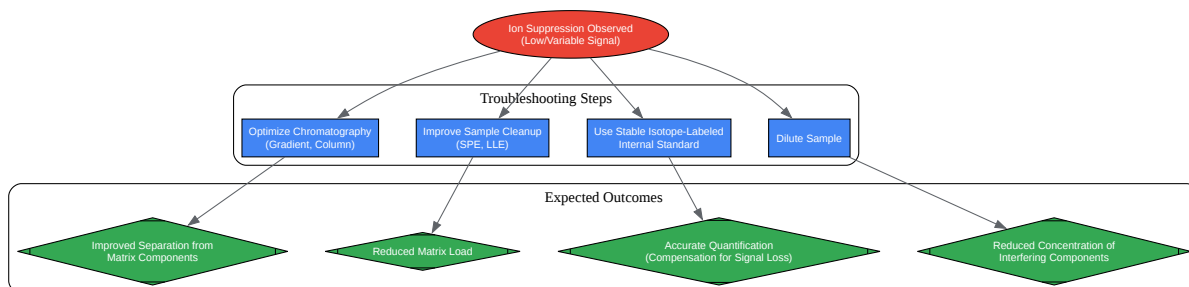 Ion Suppression Observed
(Low/Variable Signal)
Troubleshooting Steps
Optimize Chromatography
(Gradient, Column)
Improve Sample Cleanup
(SPE, LLE)
Use Stable Isotope-Labeled
Internal Standard
Dilute Sample
Expected Outcomes
Improved Separation from
Matrix Components
Reduced Matrix Load
Accurate Quantification
(Compensation for Signal Loss)
Reduced Concentration of
Interfering Components